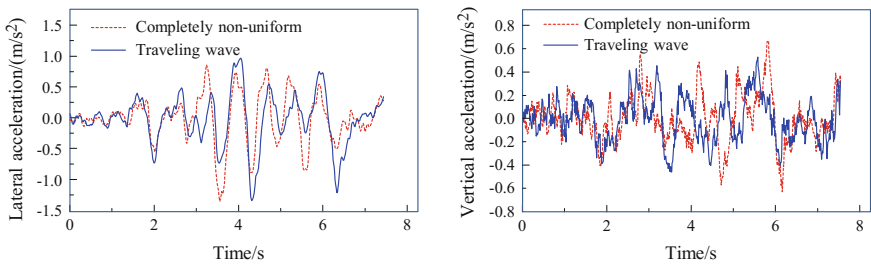 Completely non-uniform
Traveling wave
Lateral acceleration/(m/s²)
1.5
1.0
0.5
0.0
-0.5
-1.0
-1.5
0 2 4 6 8
Time/s
Completely non-uniform
Traveling wave
Vertical acceleration/(m/s²)
0.8
0.6
0.4
0.2
0.0
-0.2
-0.4
-0.6
-0.8
0 2 4 6 8
Time/s